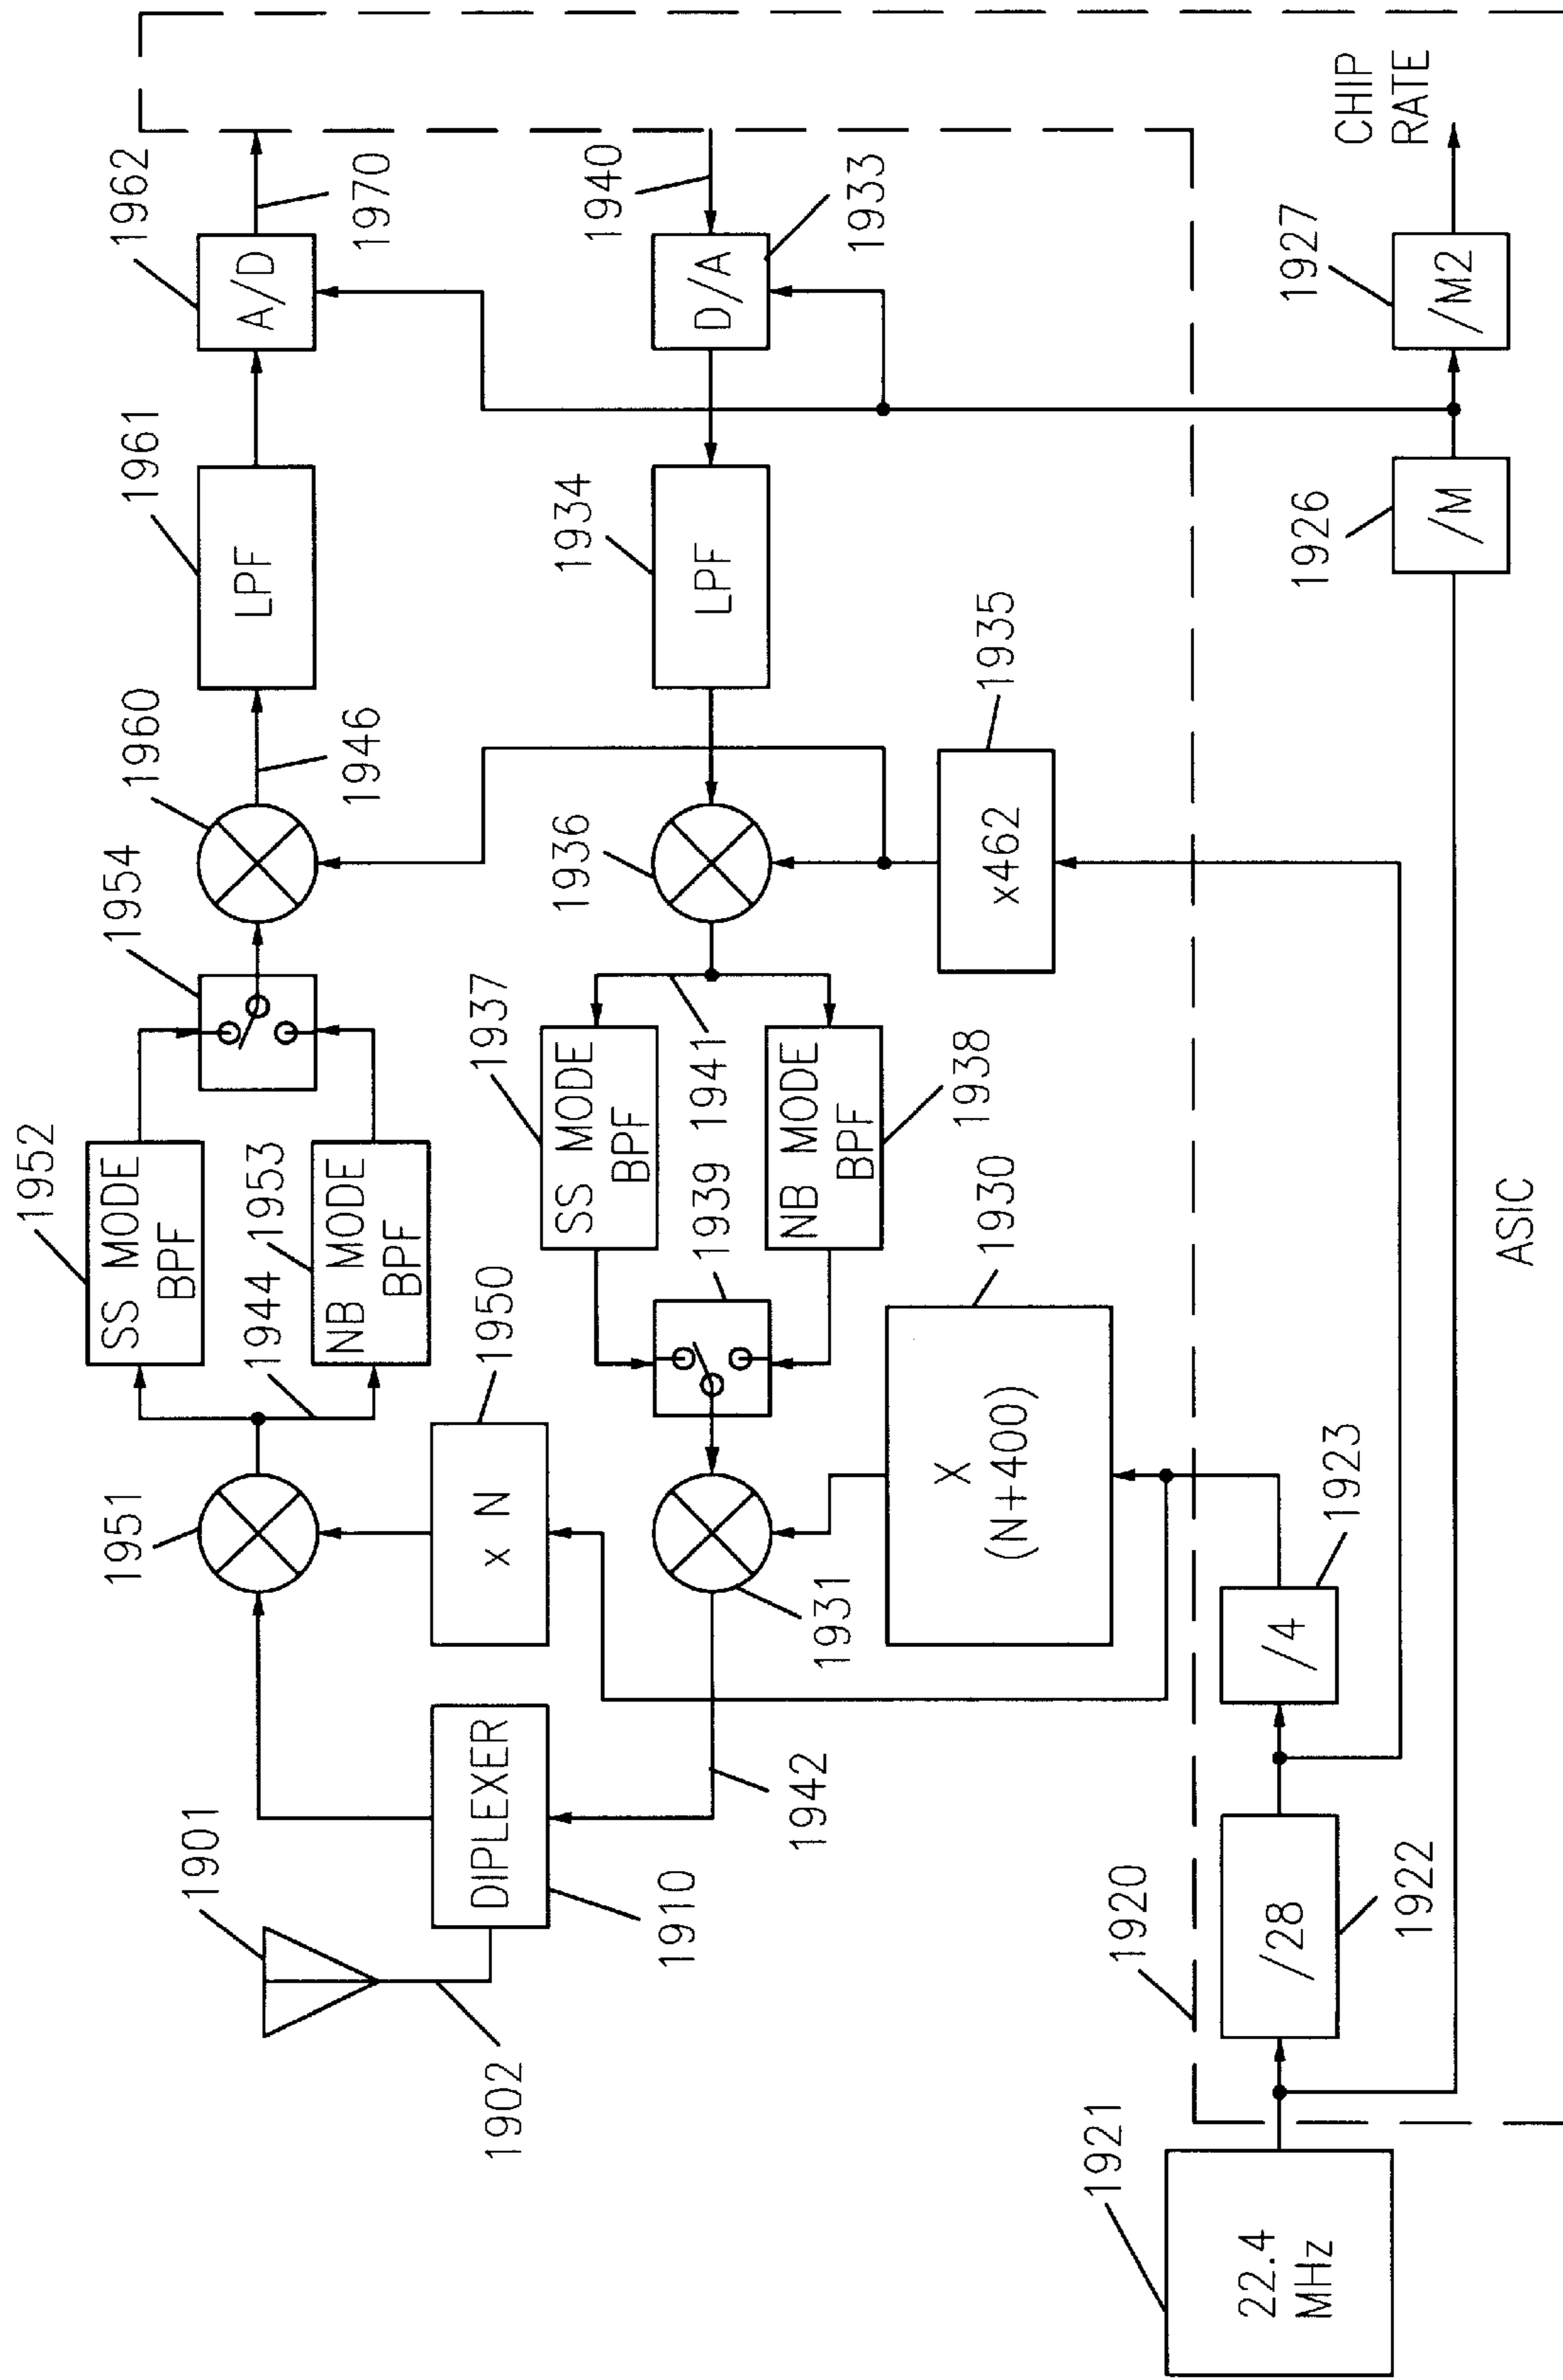 1901
1902
DIPLEXER
1910
1951
x N
1950
1944
SS MODE
BPF
1952
NB MODE
BPF
1953
1954
1960
1946
LPF
1961
A/D
1962
1970
1942
1931
X
(N+400)
1930
1939
SS MODE
BPF
1937
1941
NB MODE
BPF
1938
1936
x462
1935
LPF
1934
D/A
1933
1940
22.4
MHz
1921
1920
/28
1922
/4
1923
ASIC
/M
1926
/M2
1927
CHIP
RATE